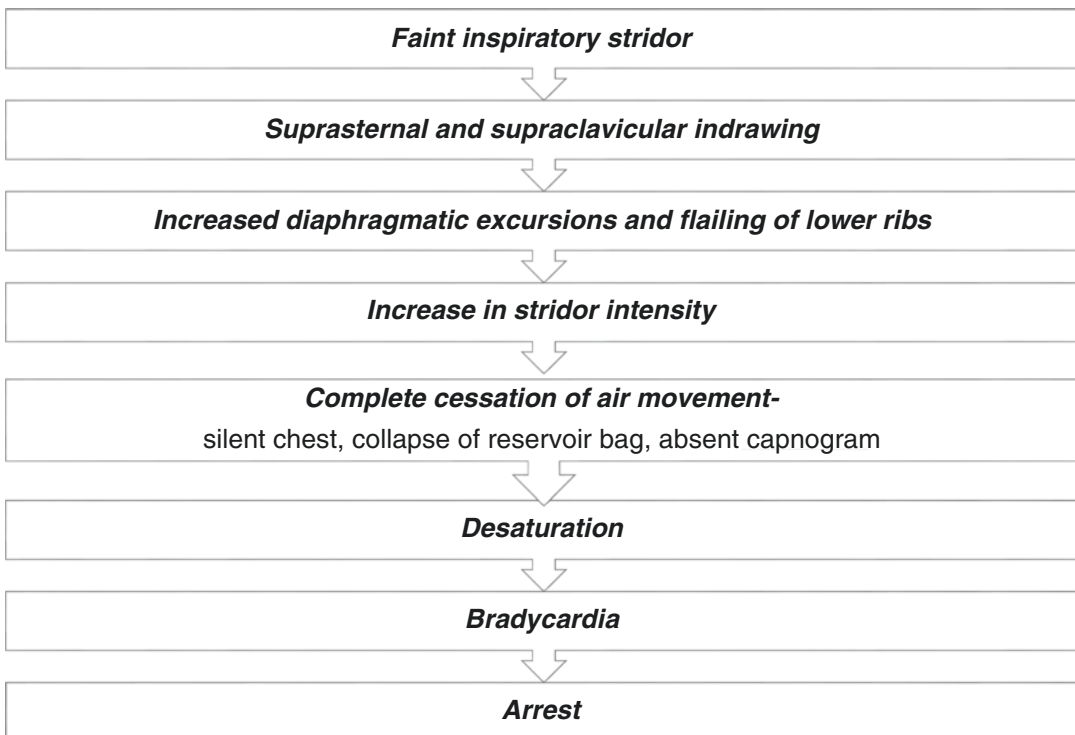 Faint inspiratory stridor
Suprasternal and supraclavicular indrawing
Increased diaphragmatic excursions and flailing of lower ribs
Increase in stridor intensity
Complete cessation of air movement-
silent chest, collapse of reservoir bag, absent capnogram
Desaturation
Bradycardia
Arrest